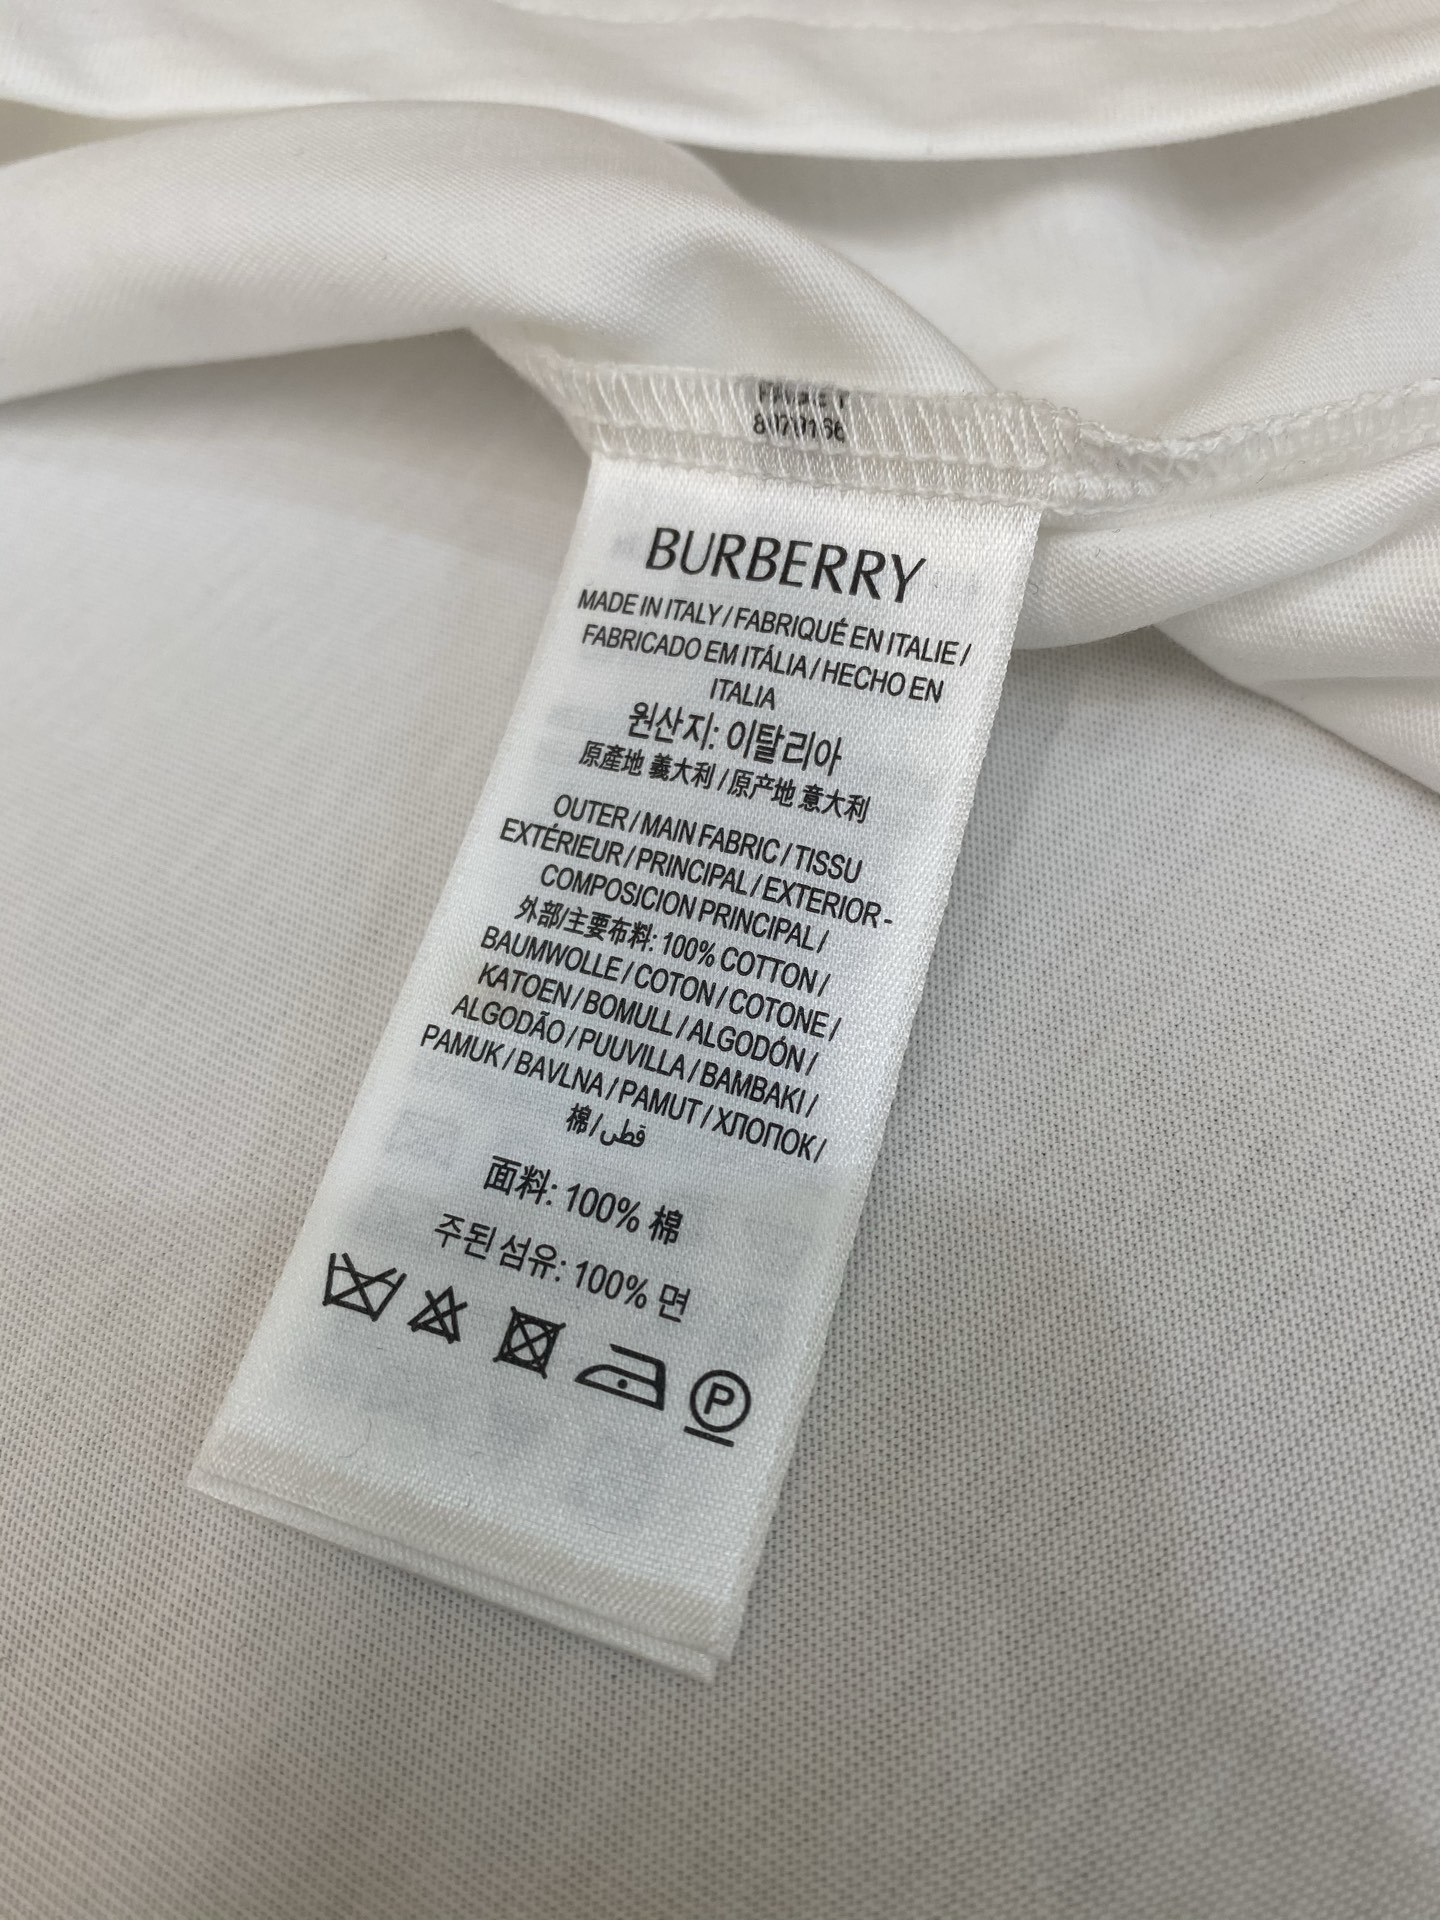 BURBERRY
MADE IN ITALY / FABRIQUÉ EN ITALIE /
FABRICADO EM ITÁLIA / HECHO EN
ITALIA
원산지: 이탈리아
原產地 義大利 / 原产地 意大利
OUTER / MAIN FABRIC / TISSU
EXTÉRIEUR / PRINCIPAL / EXTERIOR -
COMPOSICION PRINCIPAL /
外部/主要布料: 100% COTTON /
BAUMWOLLE / COTON / COTONE /
KATOEN / BOMULL / ALGODÓN /
ALGODÃO / PUUVILLA / BAMBAKI /
PAMUK / BAVLNA / PAMUT / ХЛОПОК /
棉 / قطن
面料: 100% 棉
주된 섬유: 100% 면
P